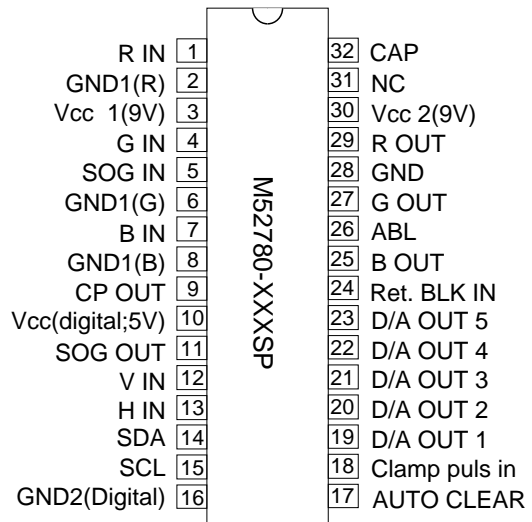 R IN 1
GND1(R) 2
Vcc 1(9V) 3
G IN 4
SOG IN 5
GND1(G) 6
B IN 7
GND1(B) 8
CP OUT 9
Vcc(digital;5V) 10
SOG OUT 11
V IN 12
H IN 13
SDA 14
SCL 15
GND2(Digital) 16
M52780-XXXSP
32 CAP
31 NC
30 Vcc 2(9V)
29 R OUT
28 GND
27 G OUT
26 ABL
25 B OUT
24 Ret. BLK IN
23 D/A OUT 5
22 D/A OUT 4
21 D/A OUT 3
20 D/A OUT 2
19 D/A OUT 1
18 Clamp puls in
17 AUTO CLEAR